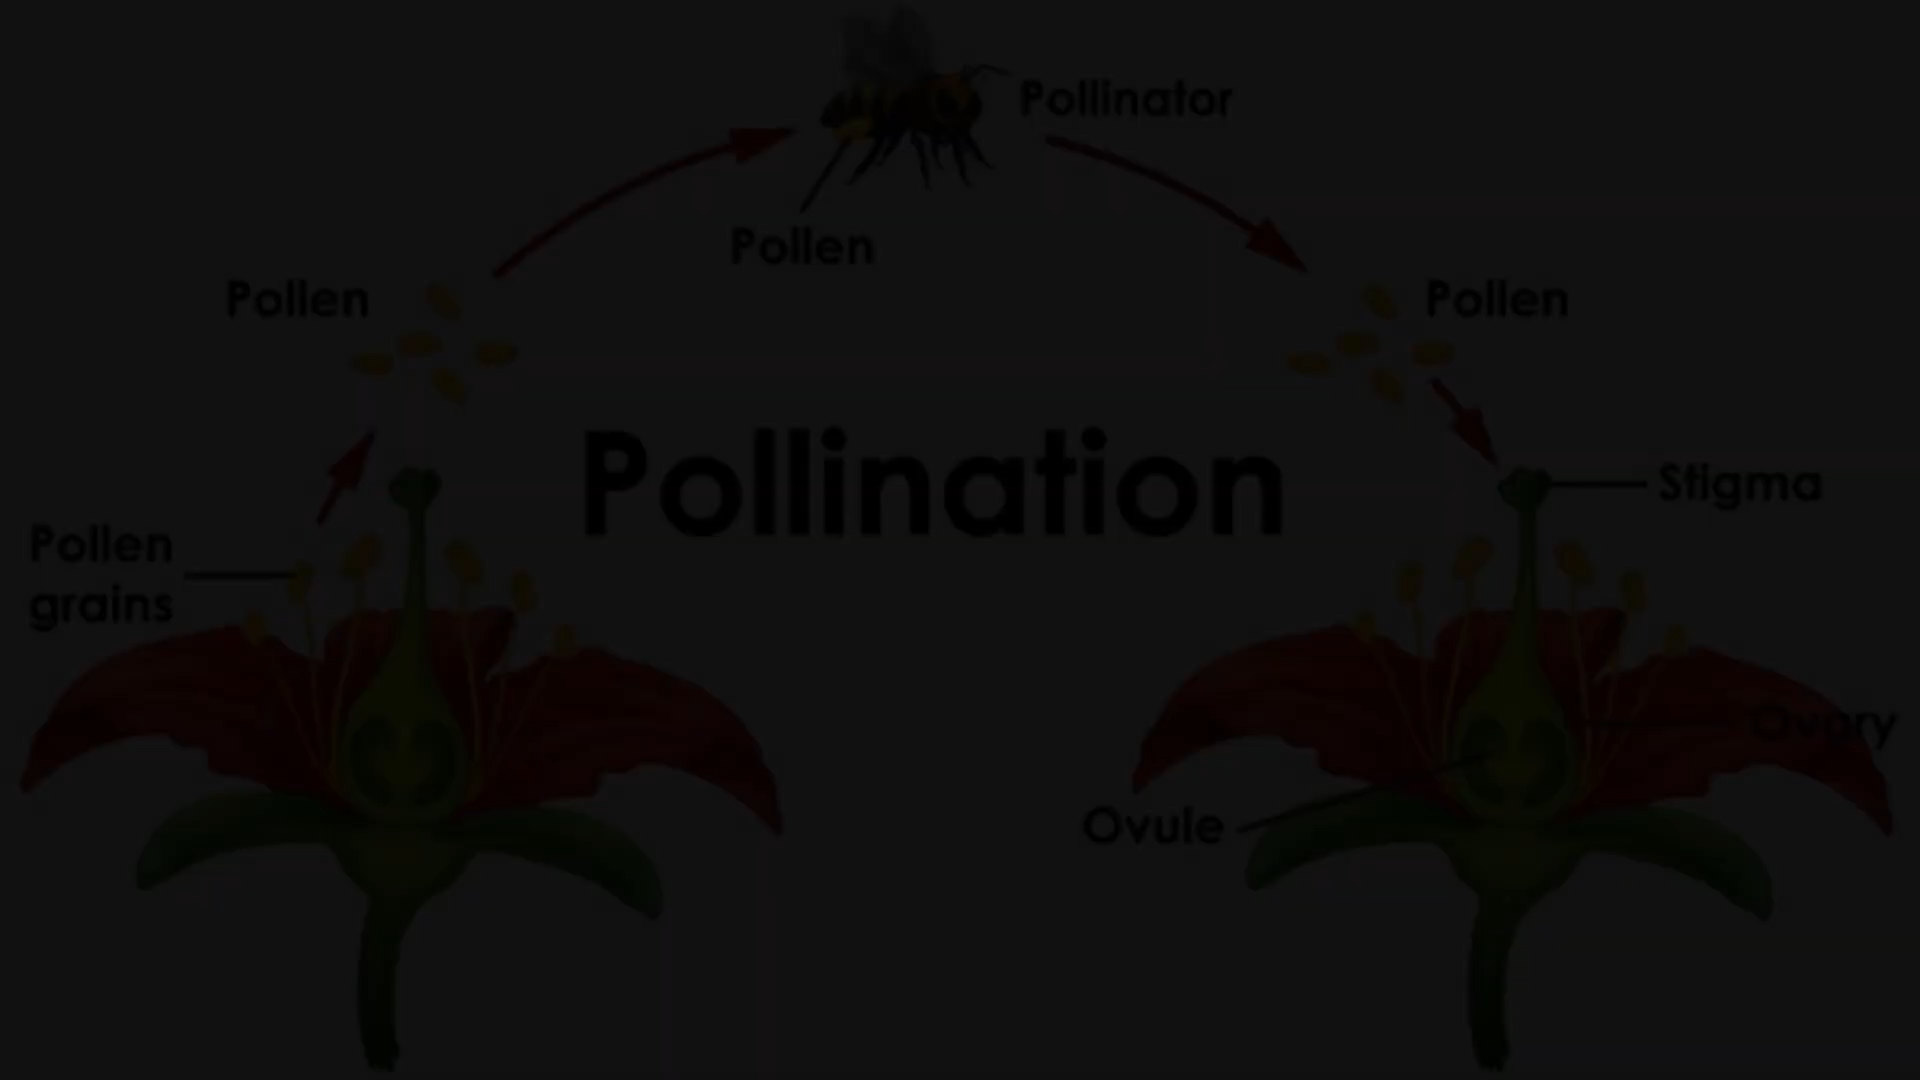 Pollinator
Pollen
Pollen
Pollen
Pollination
Stigma
Pollen
grains
Ovary
Ovule